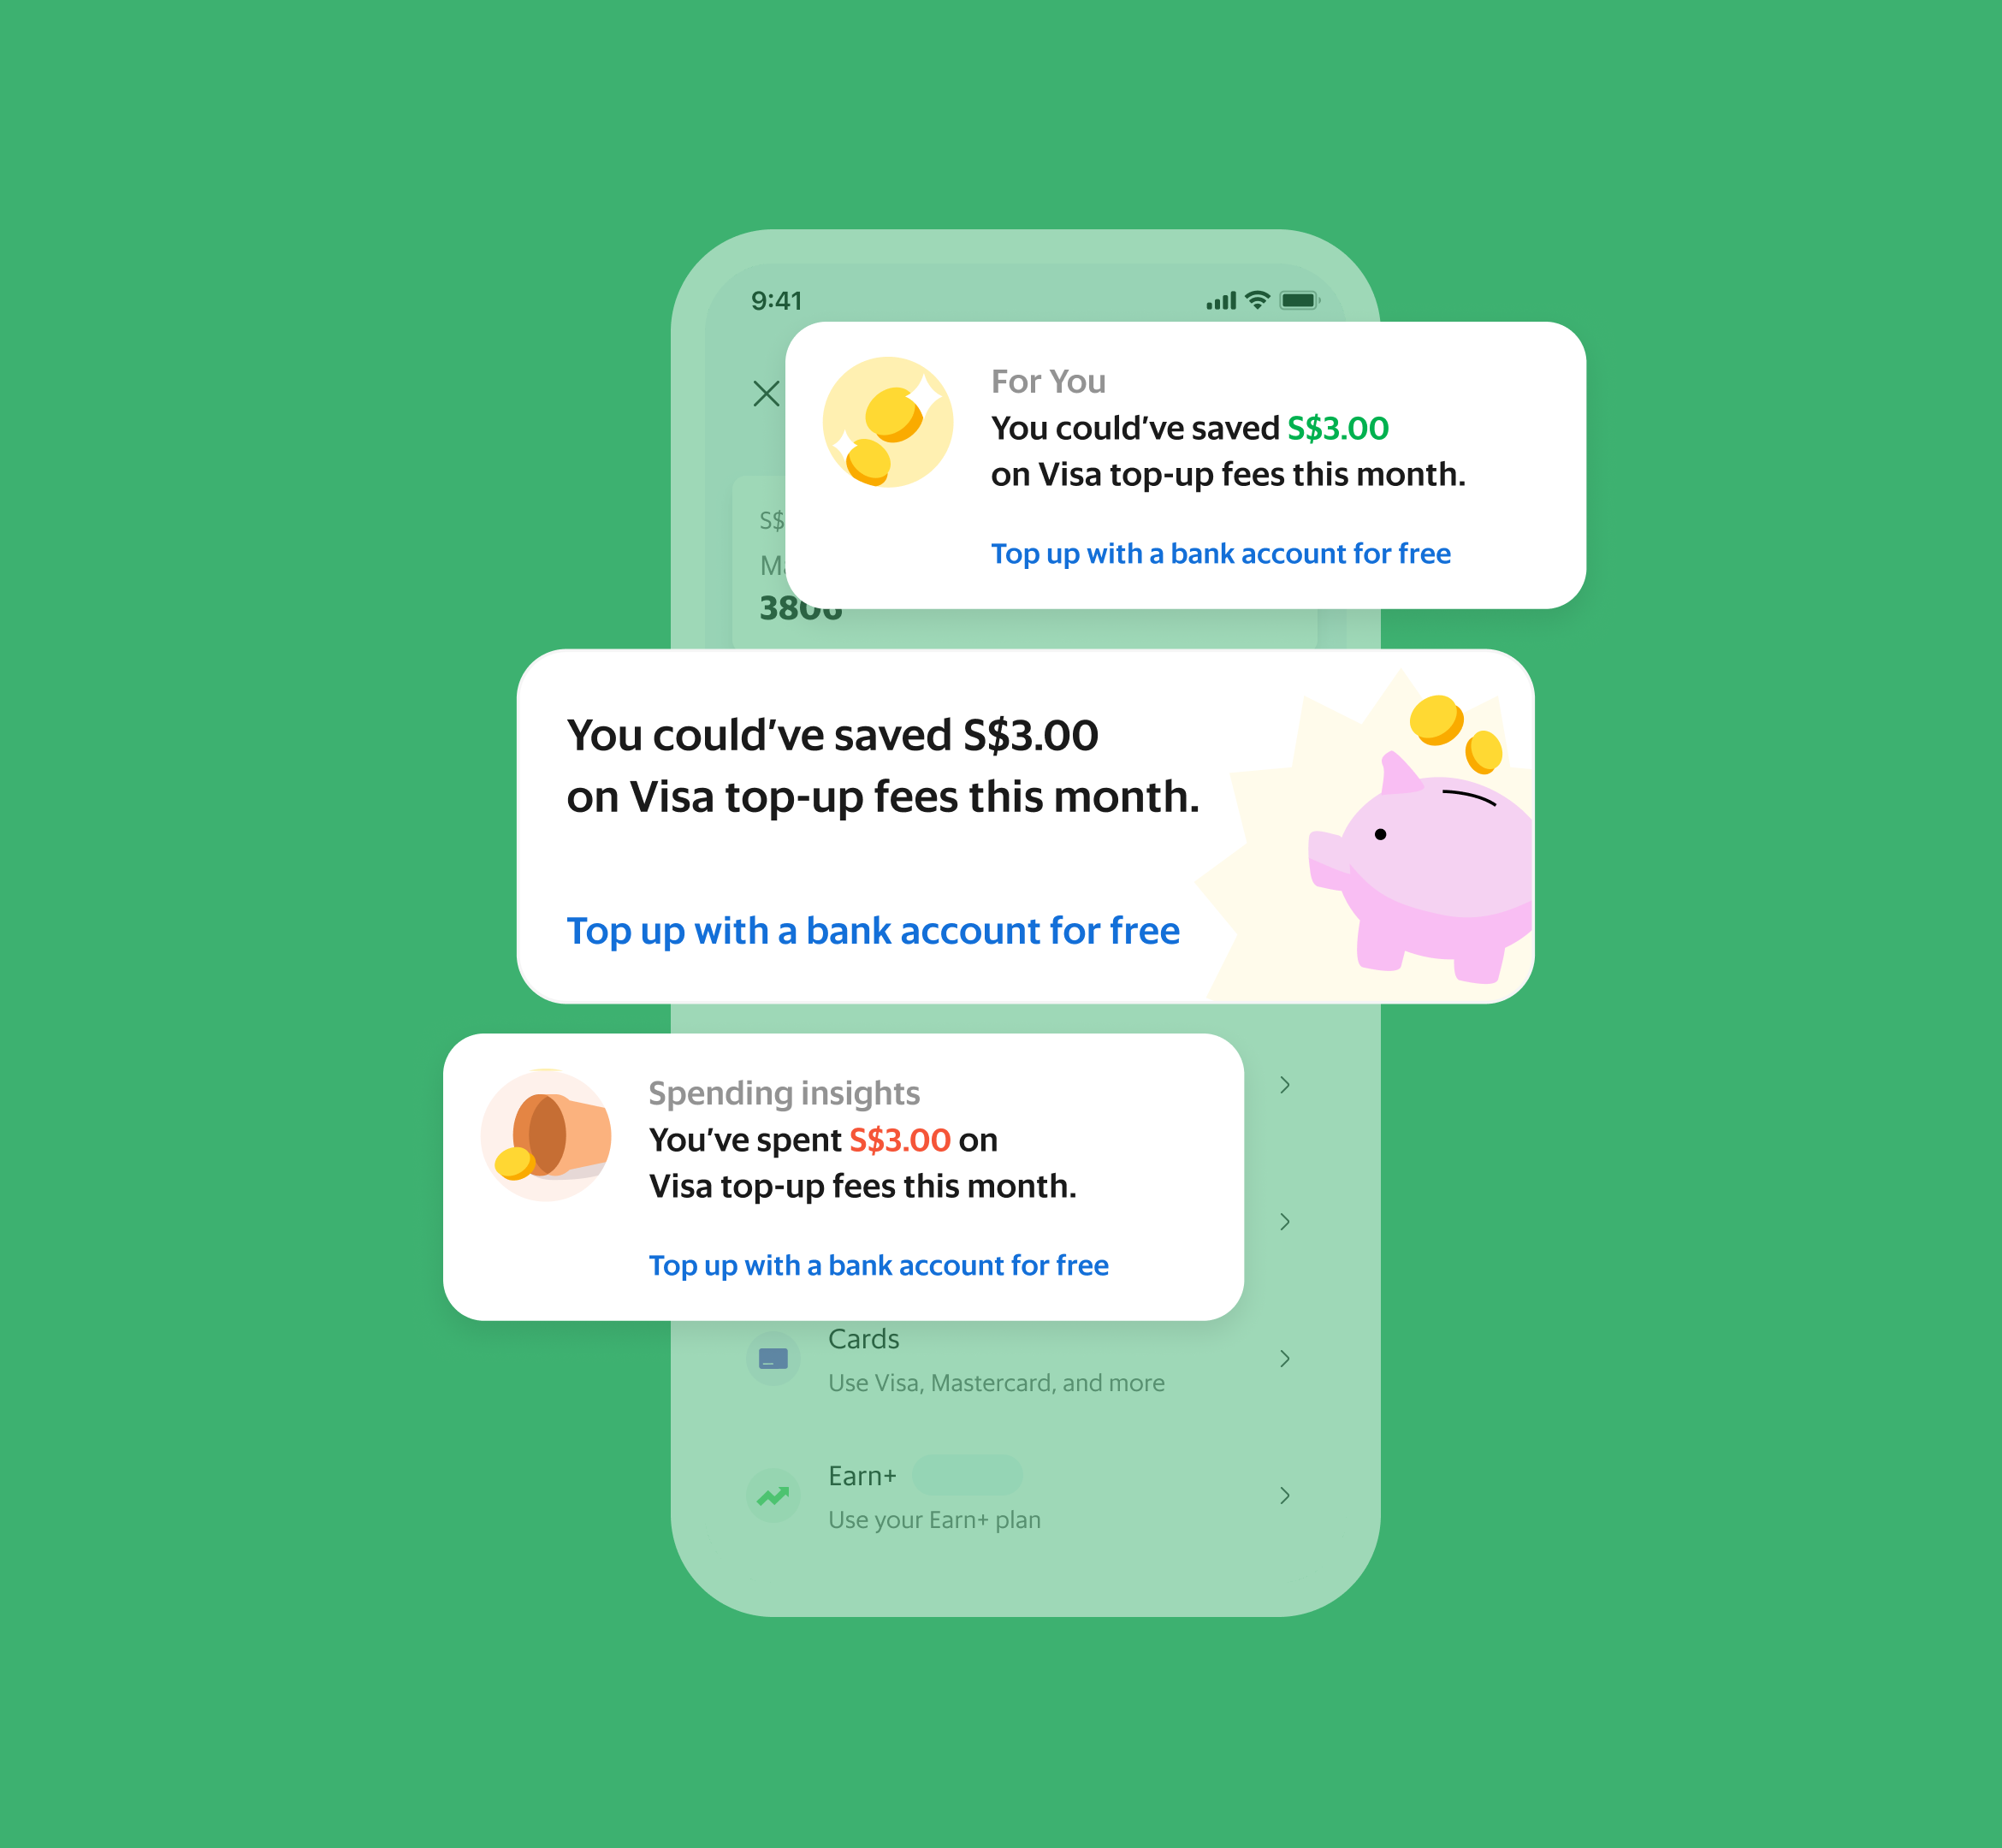 9:41
For You
You could've saved S$3.00
on Visa top-up fees this month.
Top up with a bank account for free
S$
You could've saved S$3.00
on Visa top-up fees this month.
Top up with a bank account for free
Spending insights
You've spent S$3.00 on
Visa top-up fees this month.
Top up with a bank account for free
Cards
Use Visa, Mastercard, and more
Earn+
Use your Earn+ plan